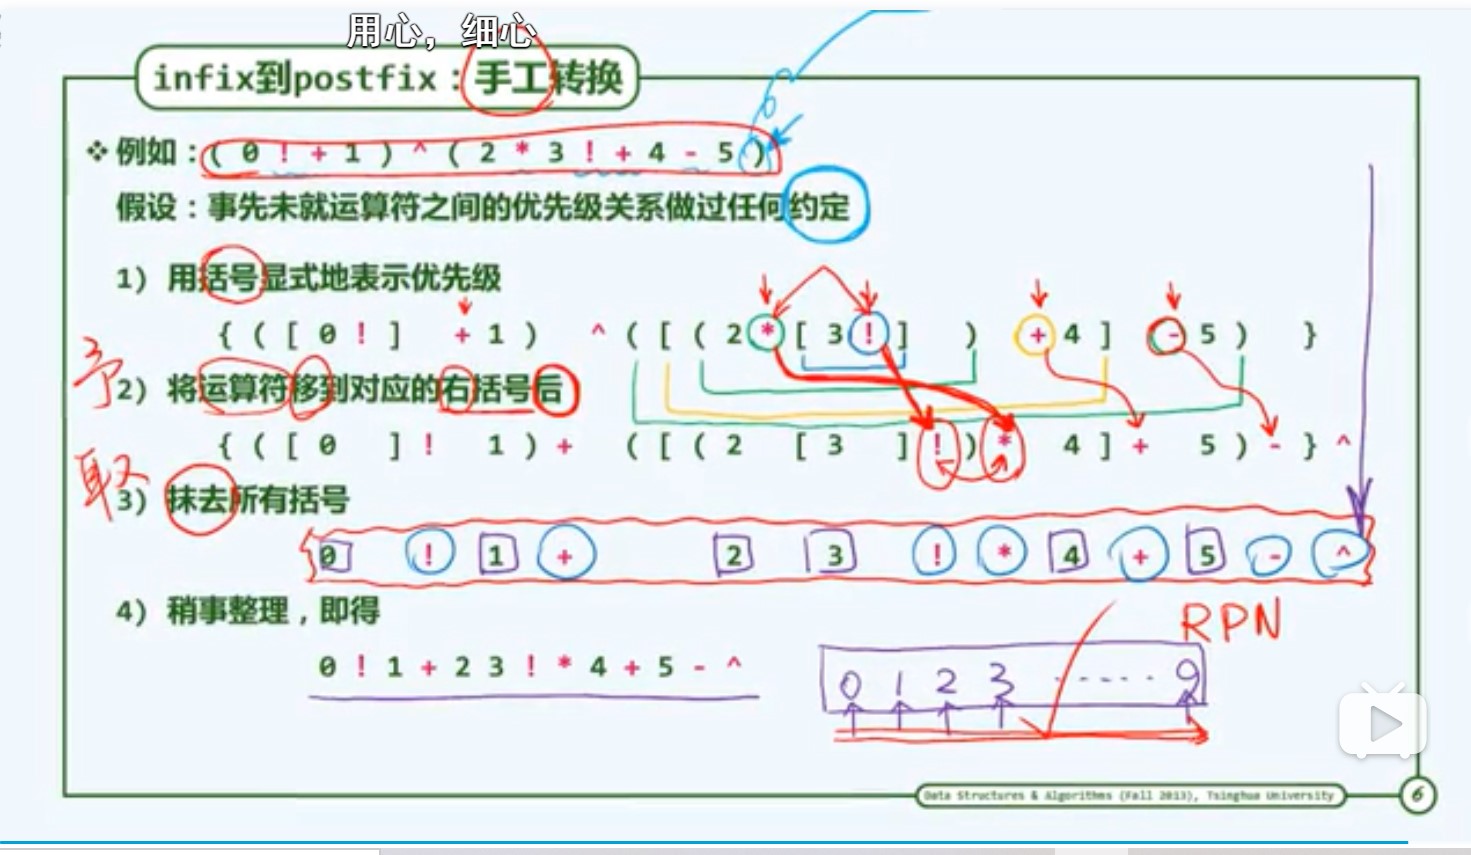 用心，细心
infix到postfix：手工转换
❖ 例如：( 0 ! + 1 ) ^ ( 2 * 3 ! + 4 - 5 )
假设：事先未就运算符之间的优先级关系做过任何约定
1) 用括号显式地表示优先级
{ ( [ 0 ! ] + 1 ) ^ ( [ ( 2 * [ 3 ! ] ) + 4 ] - 5 ) }
予
2) 将运算符移到对应的右括号后
{ ( [ 0 ] ! 1 ) + ( [ ( 2 [ 3 ] ! ) * 4 ] + 5 ) - } ^
取
3) 抹去所有括号
0 ! 1 + 2 3 ! * 4 + 5 - ^
4) 稍事整理，即得
RPN
0 ! 1 + 2 3 ! * 4 + 5 - ^
0 1 2 3 ····· 9
Data Structures & Algorithms (Fall 2013), Tsinghua University
6